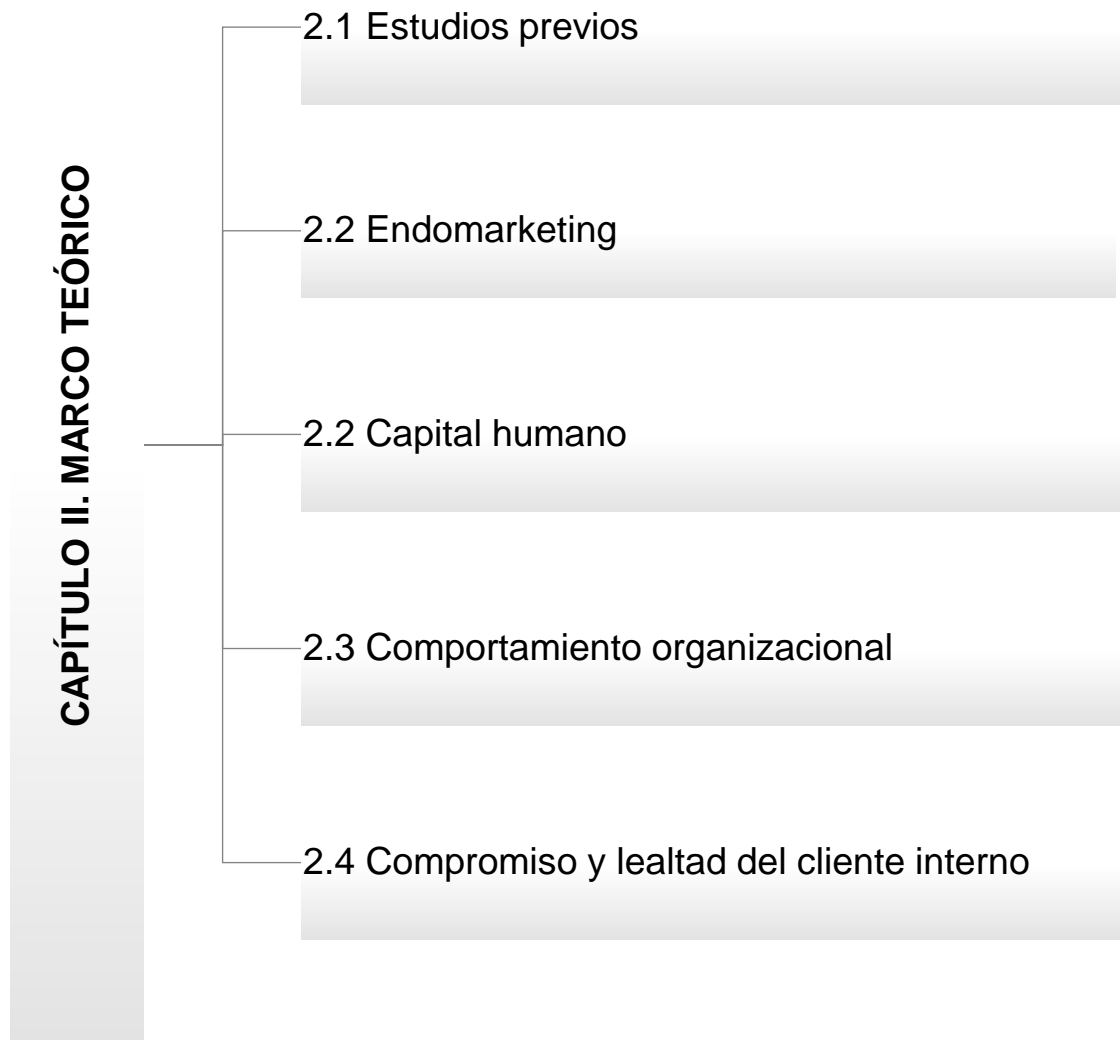 CAPÍTULO II. MARCO TEÓRICO
2.1 Estudios previos
2.2 Endomarketing
2.2 Capital humano
2.3 Comportamiento organizacional
2.4 Compromiso y lealtad del cliente interno